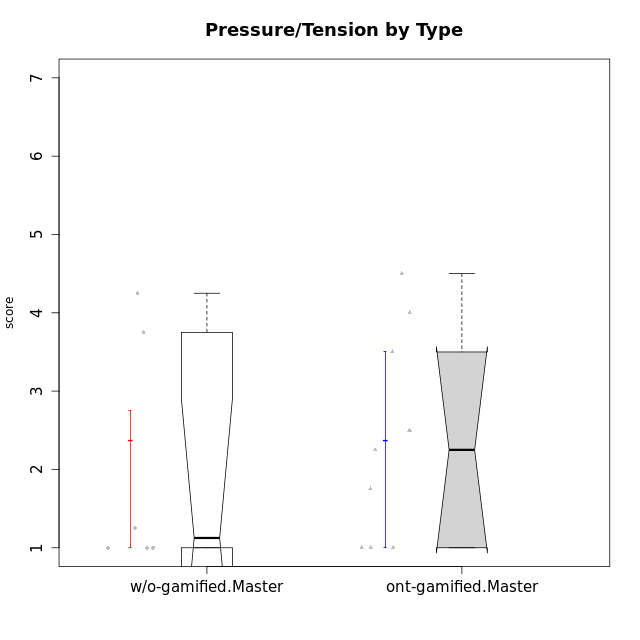 Pressure/Tension by Type
7
6
5
4
3
2
1
score
w/o-gamified.Master
ont-gamified.Master